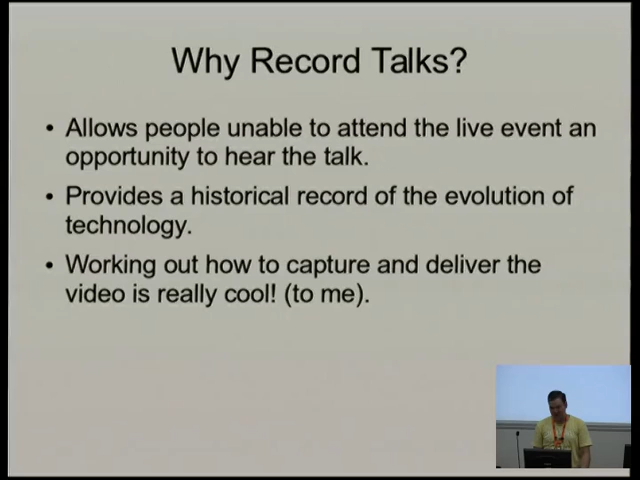 Why Record Talks?
• Allows people unable to attend the live event an
opportunity to hear the talk.
• Provides a historical record of the evolution of
technology.
• Working out how to capture and deliver the
video is really cool! (to me).